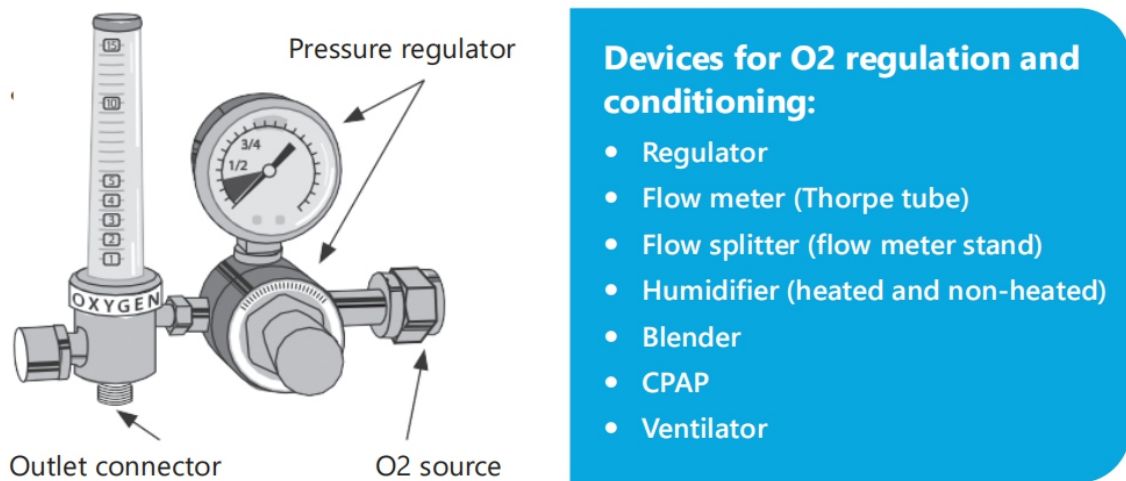 Pressure regulator
15
10
5
4
3
2
1
3/4
1/2
OXYGEN
Outlet connector
O2 source
Devices for O2 regulation and
conditioning:
• Regulator
• Flow meter (Thorpe tube)
• Flow splitter (flow meter stand)
• Humidifier (heated and non-heated)
• Blender
• CPAP
• Ventilator